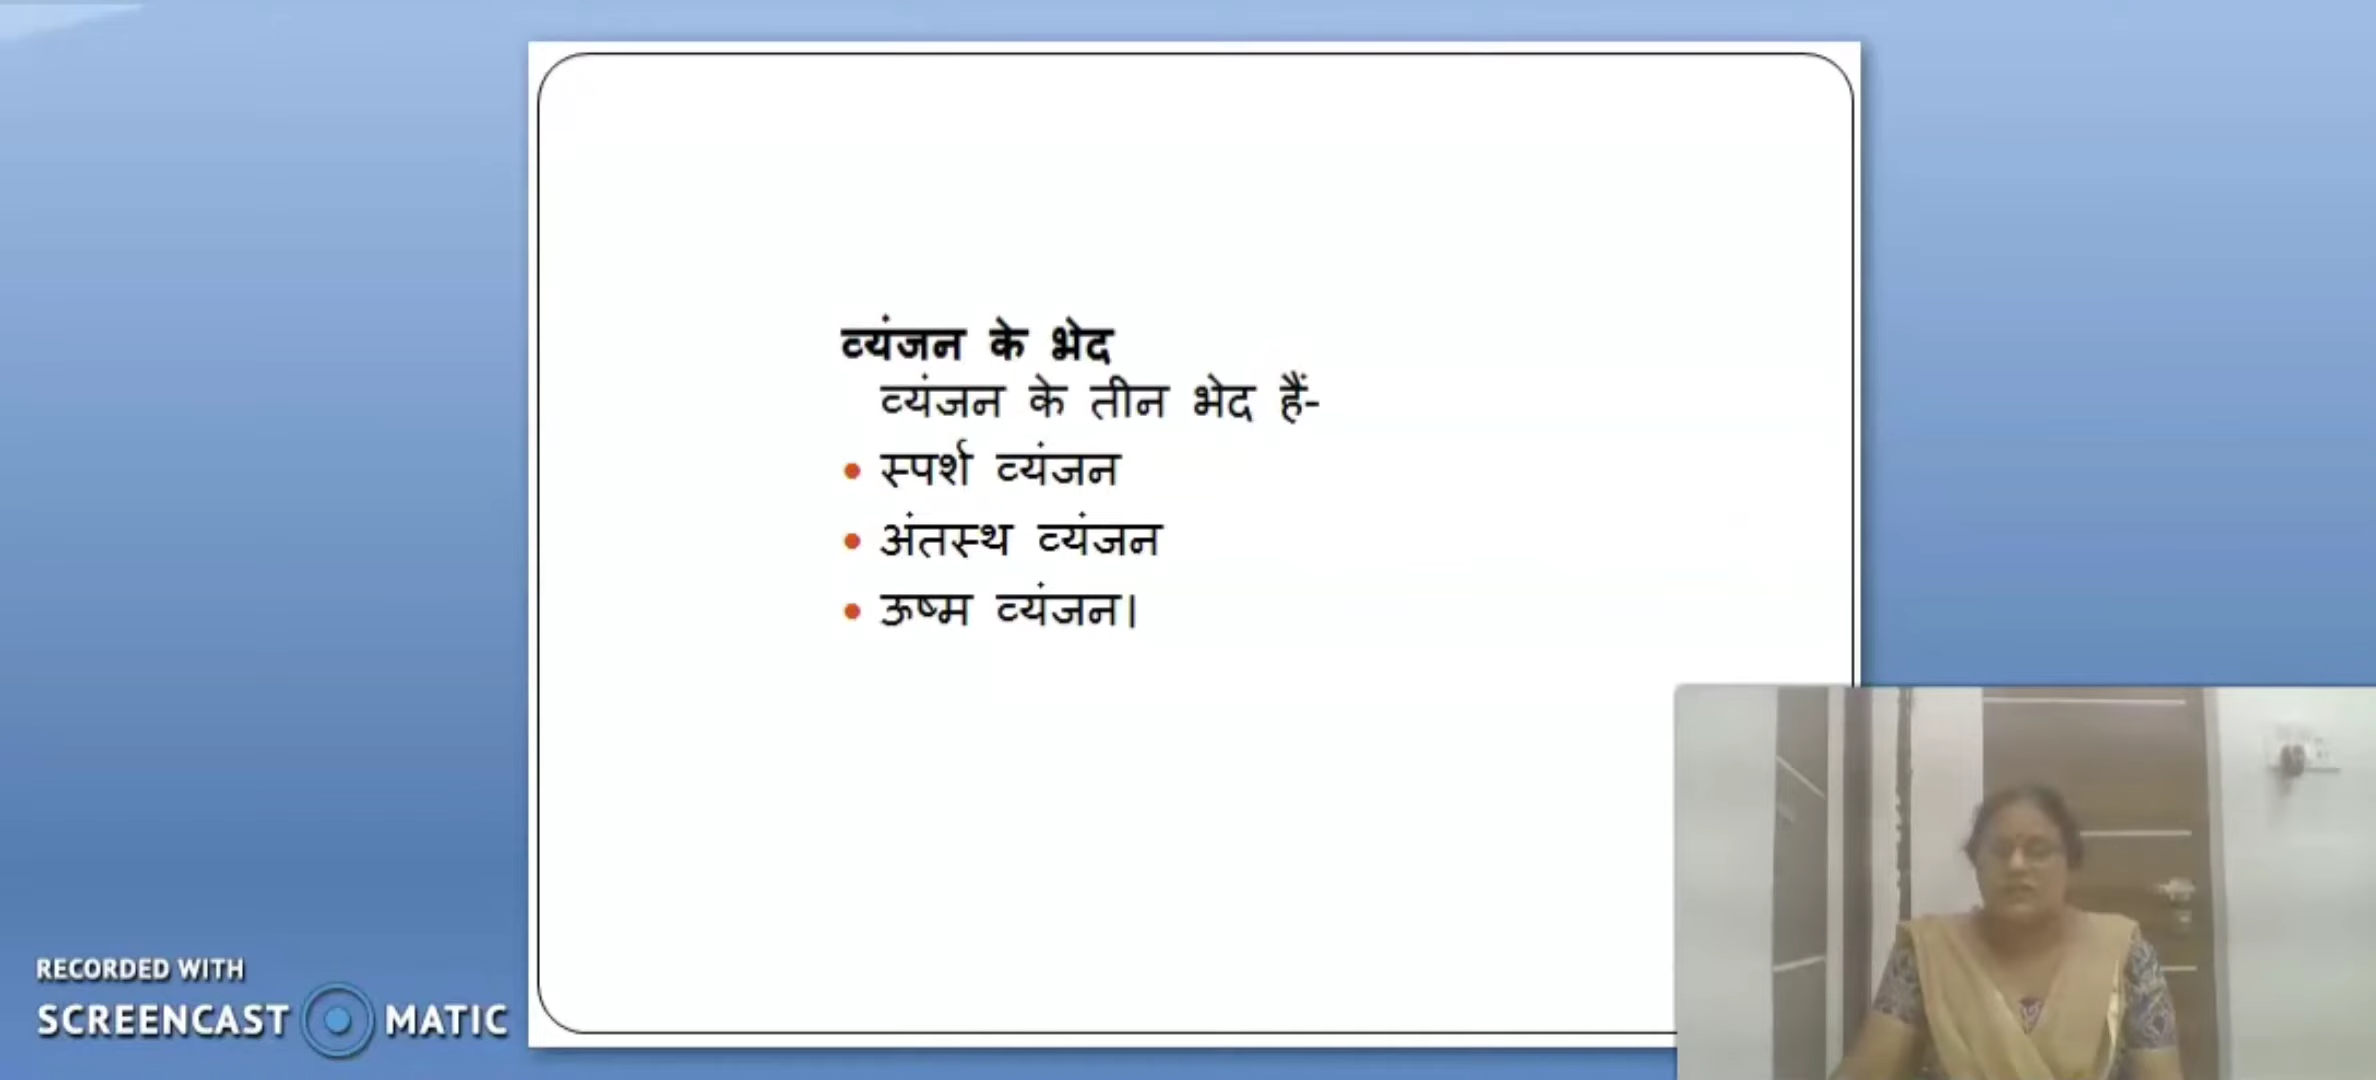 व्यंजन के भेद
व्यंजन के तीन भेद हैं-
• स्पर्श व्यंजन
• अंतस्थ व्यंजन
• ऊष्म व्यंजन।
RECORDED WITH
SCREENCAST MATIC